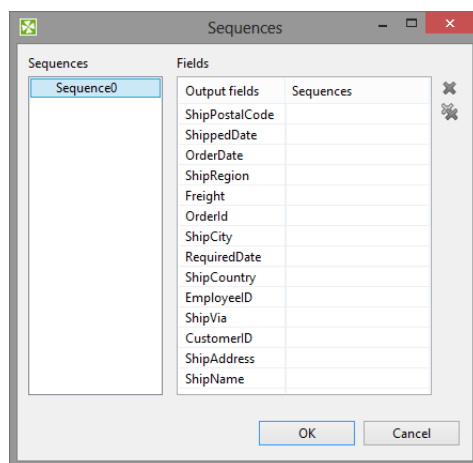 Sequences
Sequences Fields
Sequence0
Output fields Sequences
ShipPostalCode
ShippedDate
OrderDate
ShipRegion
Freight
OrderId
ShipCity
RequiredDate
ShipCountry
EmployeeID
ShipVia
CustomerID
ShipAddress
ShipName
OK Cancel